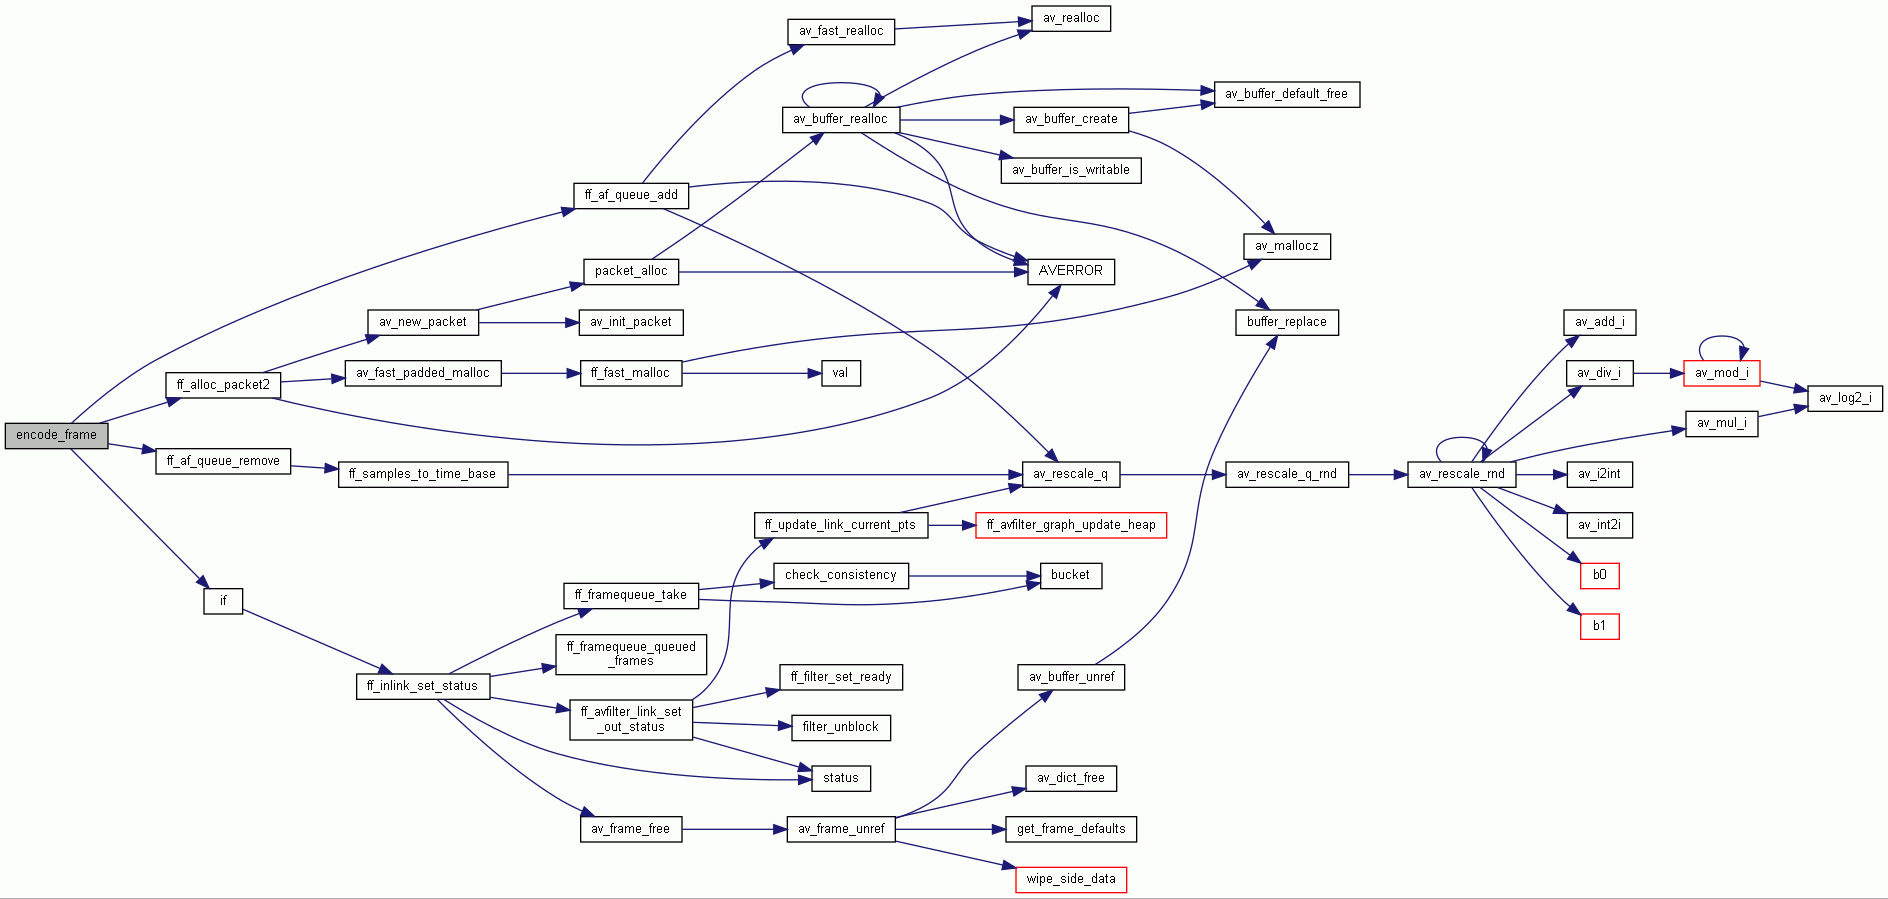 av_realloc
av_fast_realloc
av_buffer_default_free
av_buffer_realloc
av_buffer_create
av_buffer_is_writable
ff_af_queue_add
av_mallocz
packet_alloc
AVERROR
av_new_packet
av_init_packet
buffer_replace
av_add_i
ff_alloc_packet2
av_fast_padded_malloc
ff_fast_malloc
val
av_div_i
av_mod_i
av_log2_i
encode_frame
av_mul_i
ff_af_queue_remove
ff_samples_to_time_base
av_rescale_q
av_rescale_q_rnd
av_rescale_rnd
av_i2int
ff_update_link_current_pts
ff_avfilter_graph_update_heap
av_int2i
check_consistency
bucket
b0
if
ff_framequeue_take
b1
ff_framequeue_queued
_frames
ff_inlink_set_status
ff_filter_set_ready
av_buffer_unref
ff_avfilter_link_set
_out_status
filter_unblock
status
av_dict_free
av_frame_free
av_frame_unref
get_frame_defaults
wipe_side_data